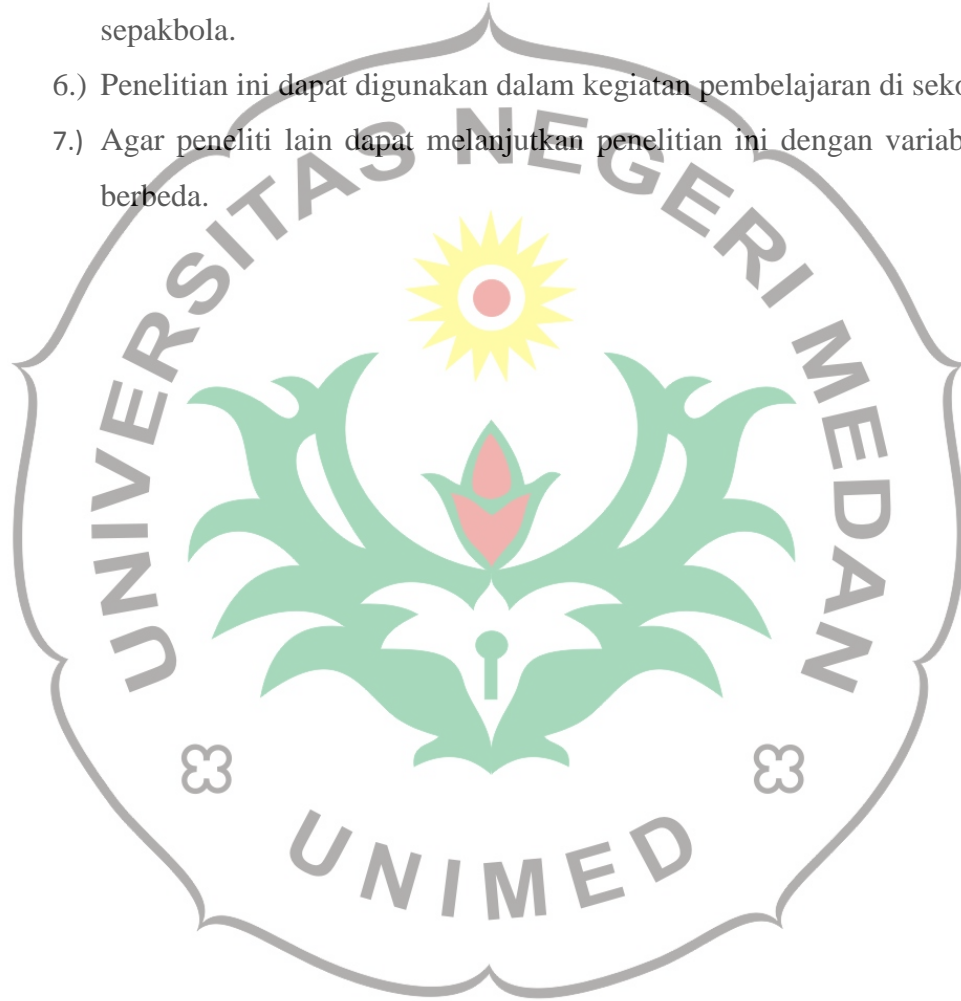 sepakbola.
6.) Penelitian ini dapat digunakan dalam kegiatan pembelajaran di seko
7.) Agar peneliti lain dapat melanjutkan penelitian ini dengan variab
berbeda.
UNIVERSITAS NEGERI MEDAN
UNIMED